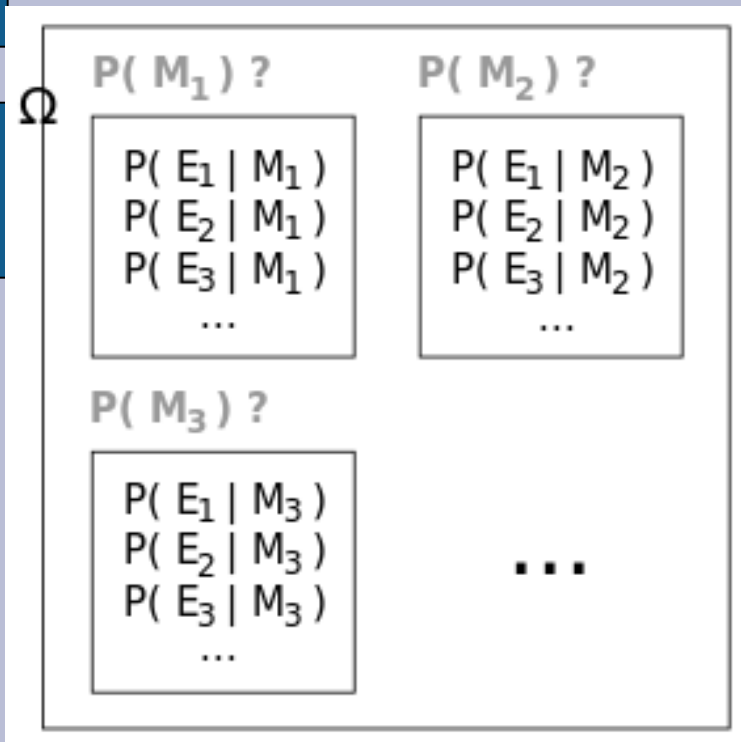 P( M₁ ) ? P( M₂ ) ?
Ω
P( E₁ | M₁ )
P( E₂ | M₁ )
P( E₃ | M₁ )
...
P( E₁ | M₂ )
P( E₂ | M₂ )
P( E₃ | M₂ )
...
P( M₃ ) ?
P( E₁ | M₃ )
P( E₂ | M₃ )
P( E₃ | M₃ )
...
...